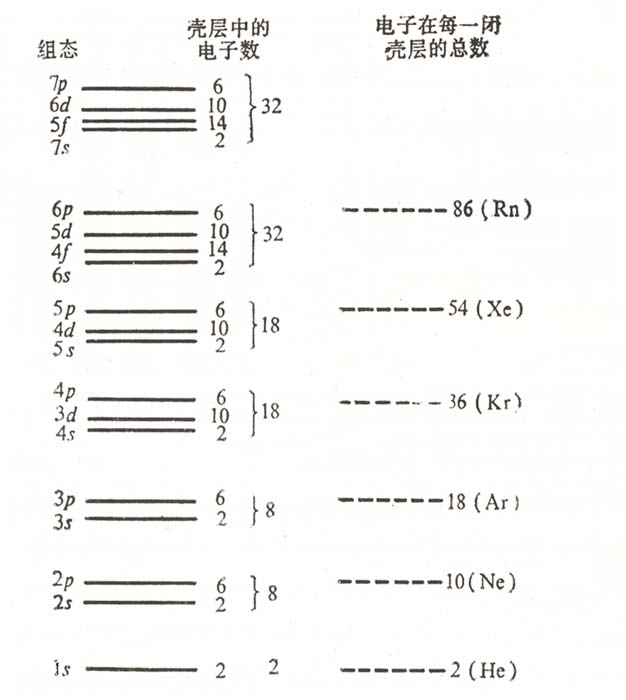 组态 壳层中的电子数 电子在每一闭壳层的总数
7p 6
6d 10
5f 14
7s 2
32
6p 6 86 (Rn)
5d 10
4f 14
6s 2
32
5p 6 54 (Xe)
4d 10
5s 2
18
4p 6 36 (Kr)
3d 10
4s 2
18
3p 6 18 (Ar)
3s 2
8
2p 6 10 (Ne)
2s 2
8
1s 2 2 2 (He)